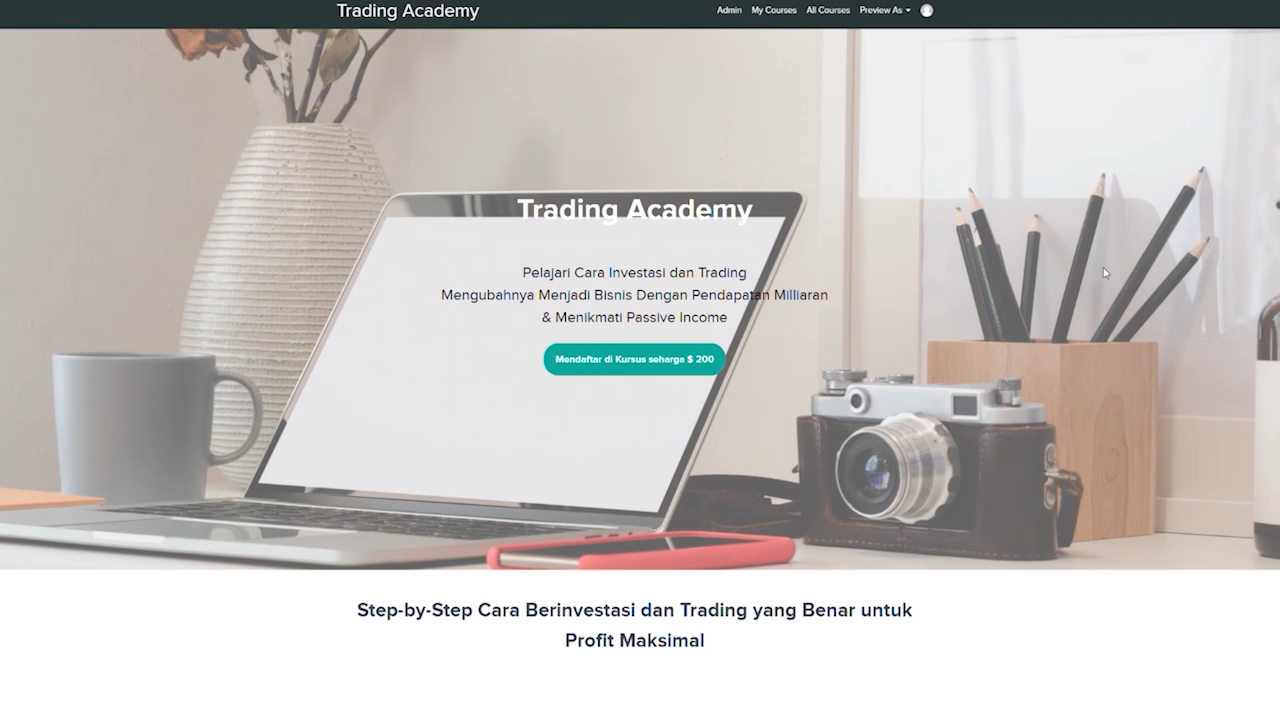 Trading Academy
Admin My Courses All Courses Preview As
Trading Academy
Pelajari Cara Investasi dan Trading
Mengubahnya Menjadi Bisnis Dengan Pendapatan Milliaran
& Menikmati Passive Income
Mendaftar di Kursus seharga $ 200
Step-by-Step Cara Berinvestasi dan Trading yang Benar untuk
Profit Maksimal